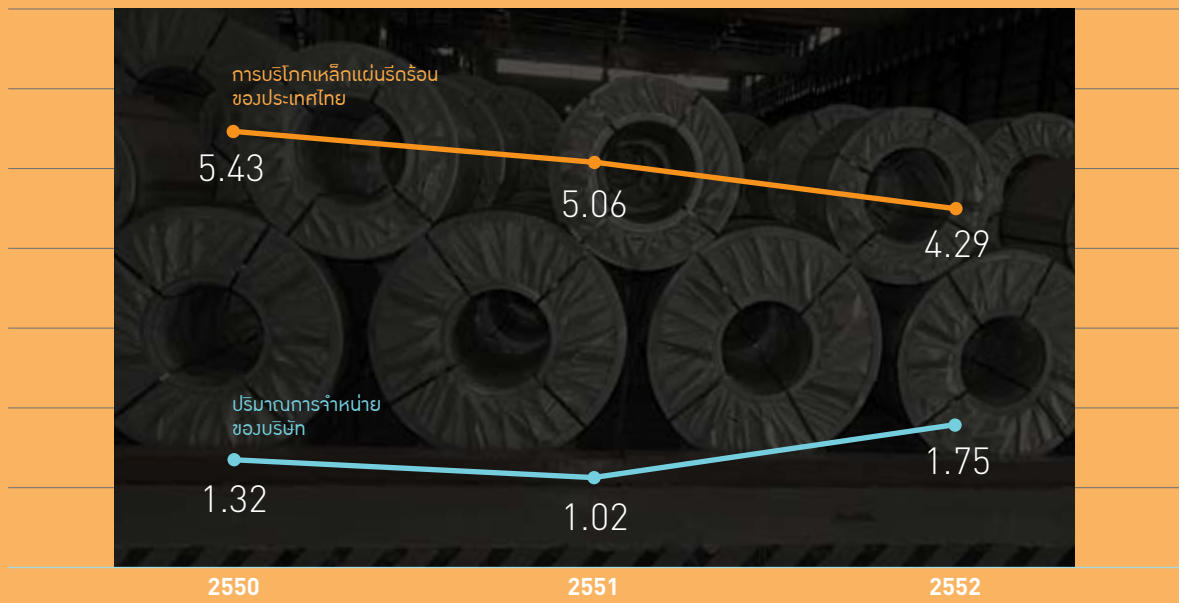 การบริโภคเหล็กแผ่นรีดร้อน
ของประเทศไทย
5.43
5.06
4.29
ปริมาณการจำหน่าย
ของบริษัท
1.32
1.02
1.75
2550
2551
2552